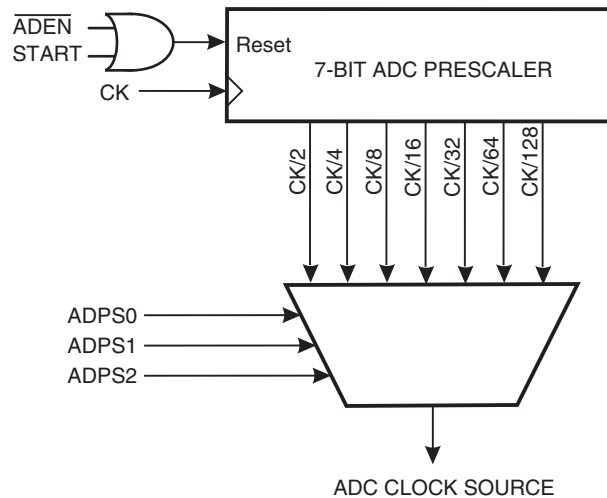 ADEN
START
Reset
7-BIT ADC PRESCALER
CK
CK/2
CK/4
CK/8
CK/16
CK/32
CK/64
CK/128
ADPS0
ADPS1
ADPS2
ADC CLOCK SOURCE